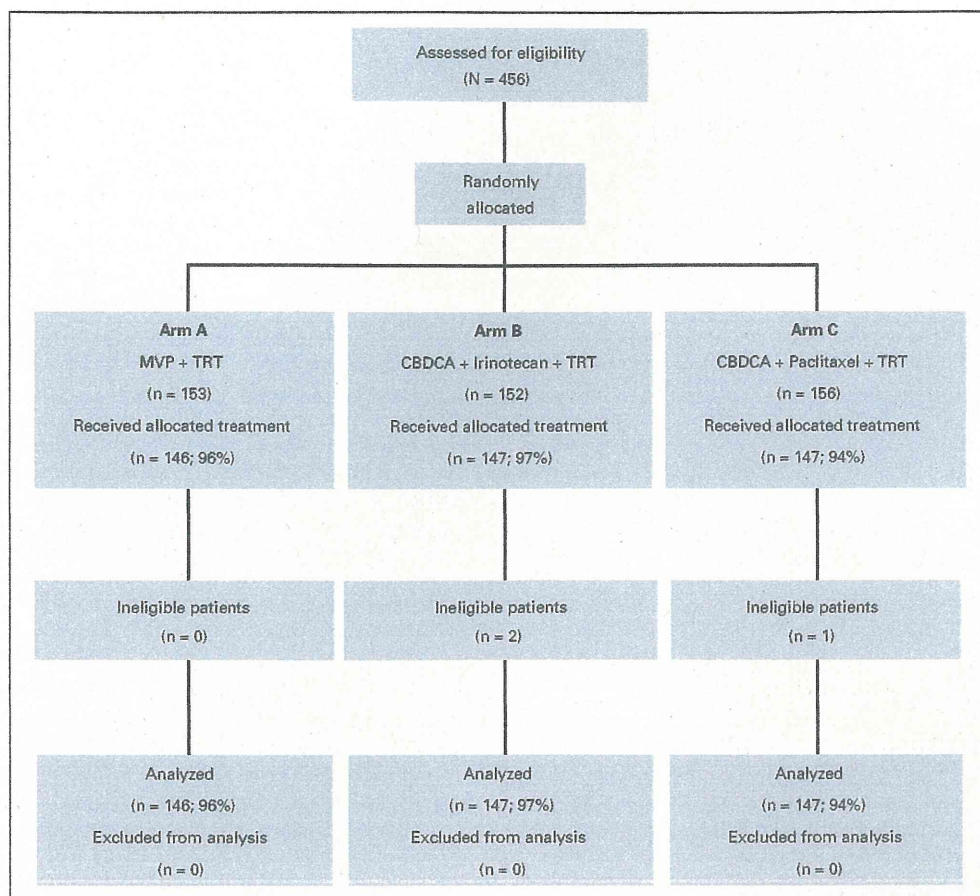 Assessed for eligibility
(N = 456)
Randomly
allocated
Arm A
MVP + TRT
(n = 153)
Received allocated treatment
(n = 146; 96%)
Arm B
CBDCA + Irinotecan + TRT
(n = 152)
Received allocated treatment
(n = 147; 97%)
Arm C
CBDCA + Paclitaxel + TRT
(n = 156)
Received allocated treatment
(n = 147; 94%)
Ineligible patients
(n = 0)
Ineligible patients
(n = 2)
Ineligible patients
(n = 1)
Analyzed
(n = 146; 96%)
Excluded from analysis
(n = 0)
Analyzed
(n = 147; 97%)
Excluded from analysis
(n = 0)
Analyzed
(n = 147; 94%)
Excluded from analysis
(n = 0)